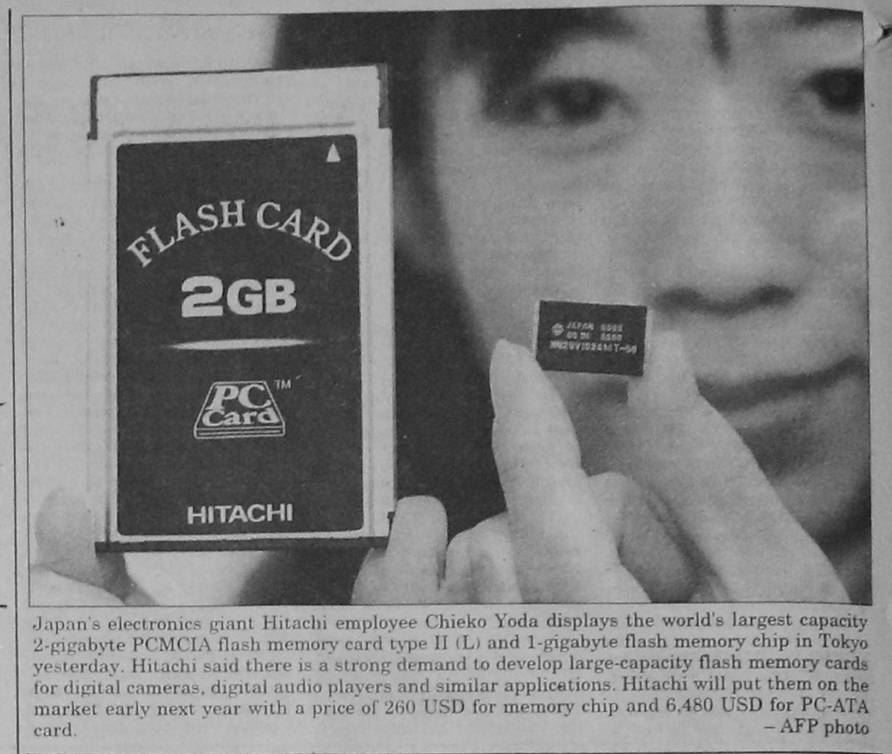 FLASH CARD
2GB
PC
Card™
HITACHI
JAPAN
Japan's electronics giant Hitachi employee Chieko Yoda displays the world's largest capacity
2-gigabyte PCMCIA flash memory card type II (L) and 1-gigabyte flash memory chip in Tokyo
yesterday. Hitachi said there is a strong demand to develop large-capacity flash memory cards
for digital cameras, digital audio players and similar applications. Hitachi will put them on the
market early next year with a price of 260 USD for memory chip and 6,480 USD for PC-ATA
card. – AFP photo